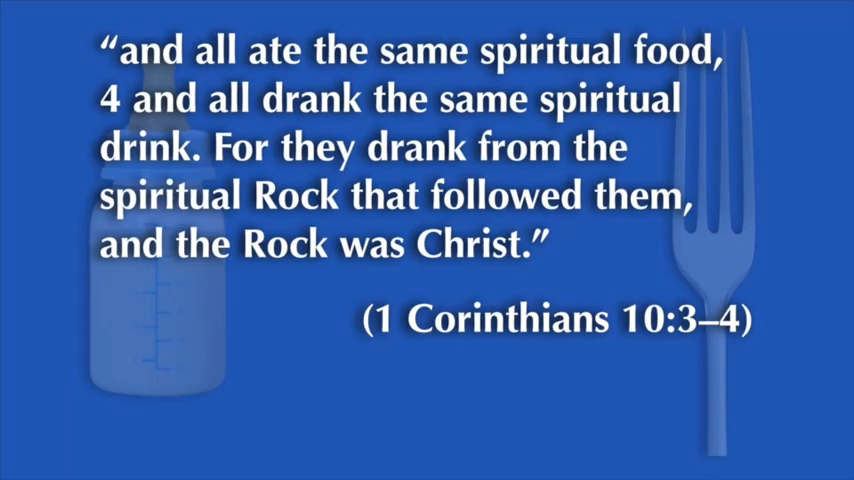 “and all ate the same spiritual food,
4 and all drank the same spiritual
drink. For they drank from the
spiritual Rock that followed them,
and the Rock was Christ.”
(1 Corinthians 10:3–4)